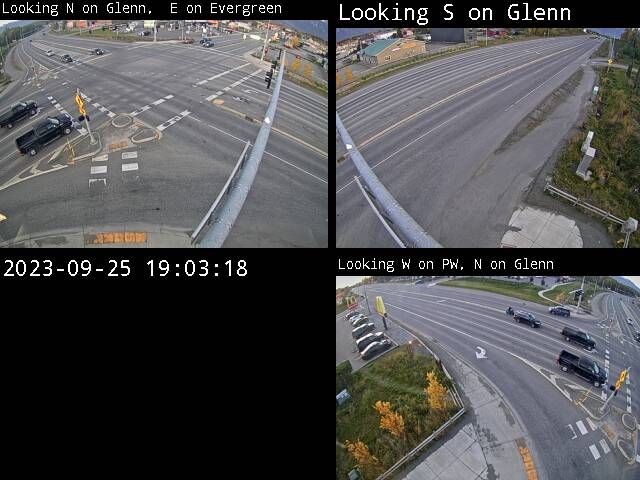 Looking N on Glenn,  E on Evergreen
Looking S on Glenn
2023-09-25 19:03:18
Looking W on PW, N on Glenn